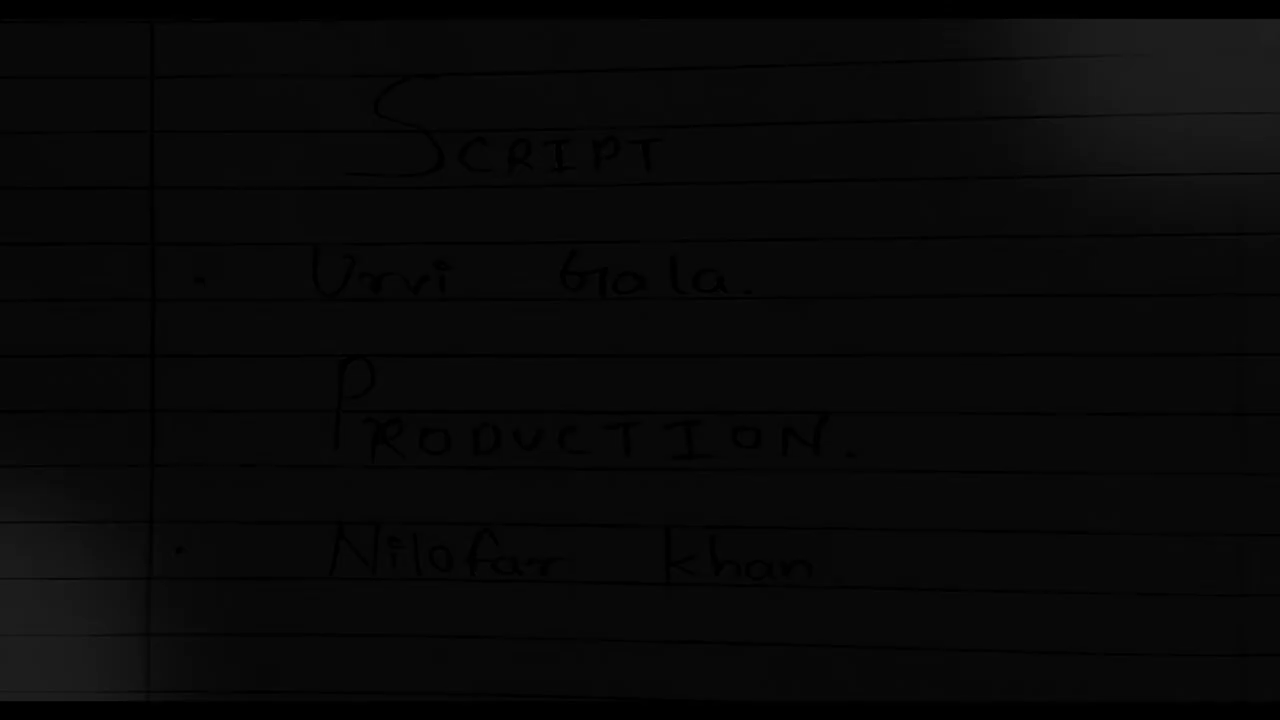 SCRIPT
• Urvi Gala.
PRODUCTION.
• Nilofar khan